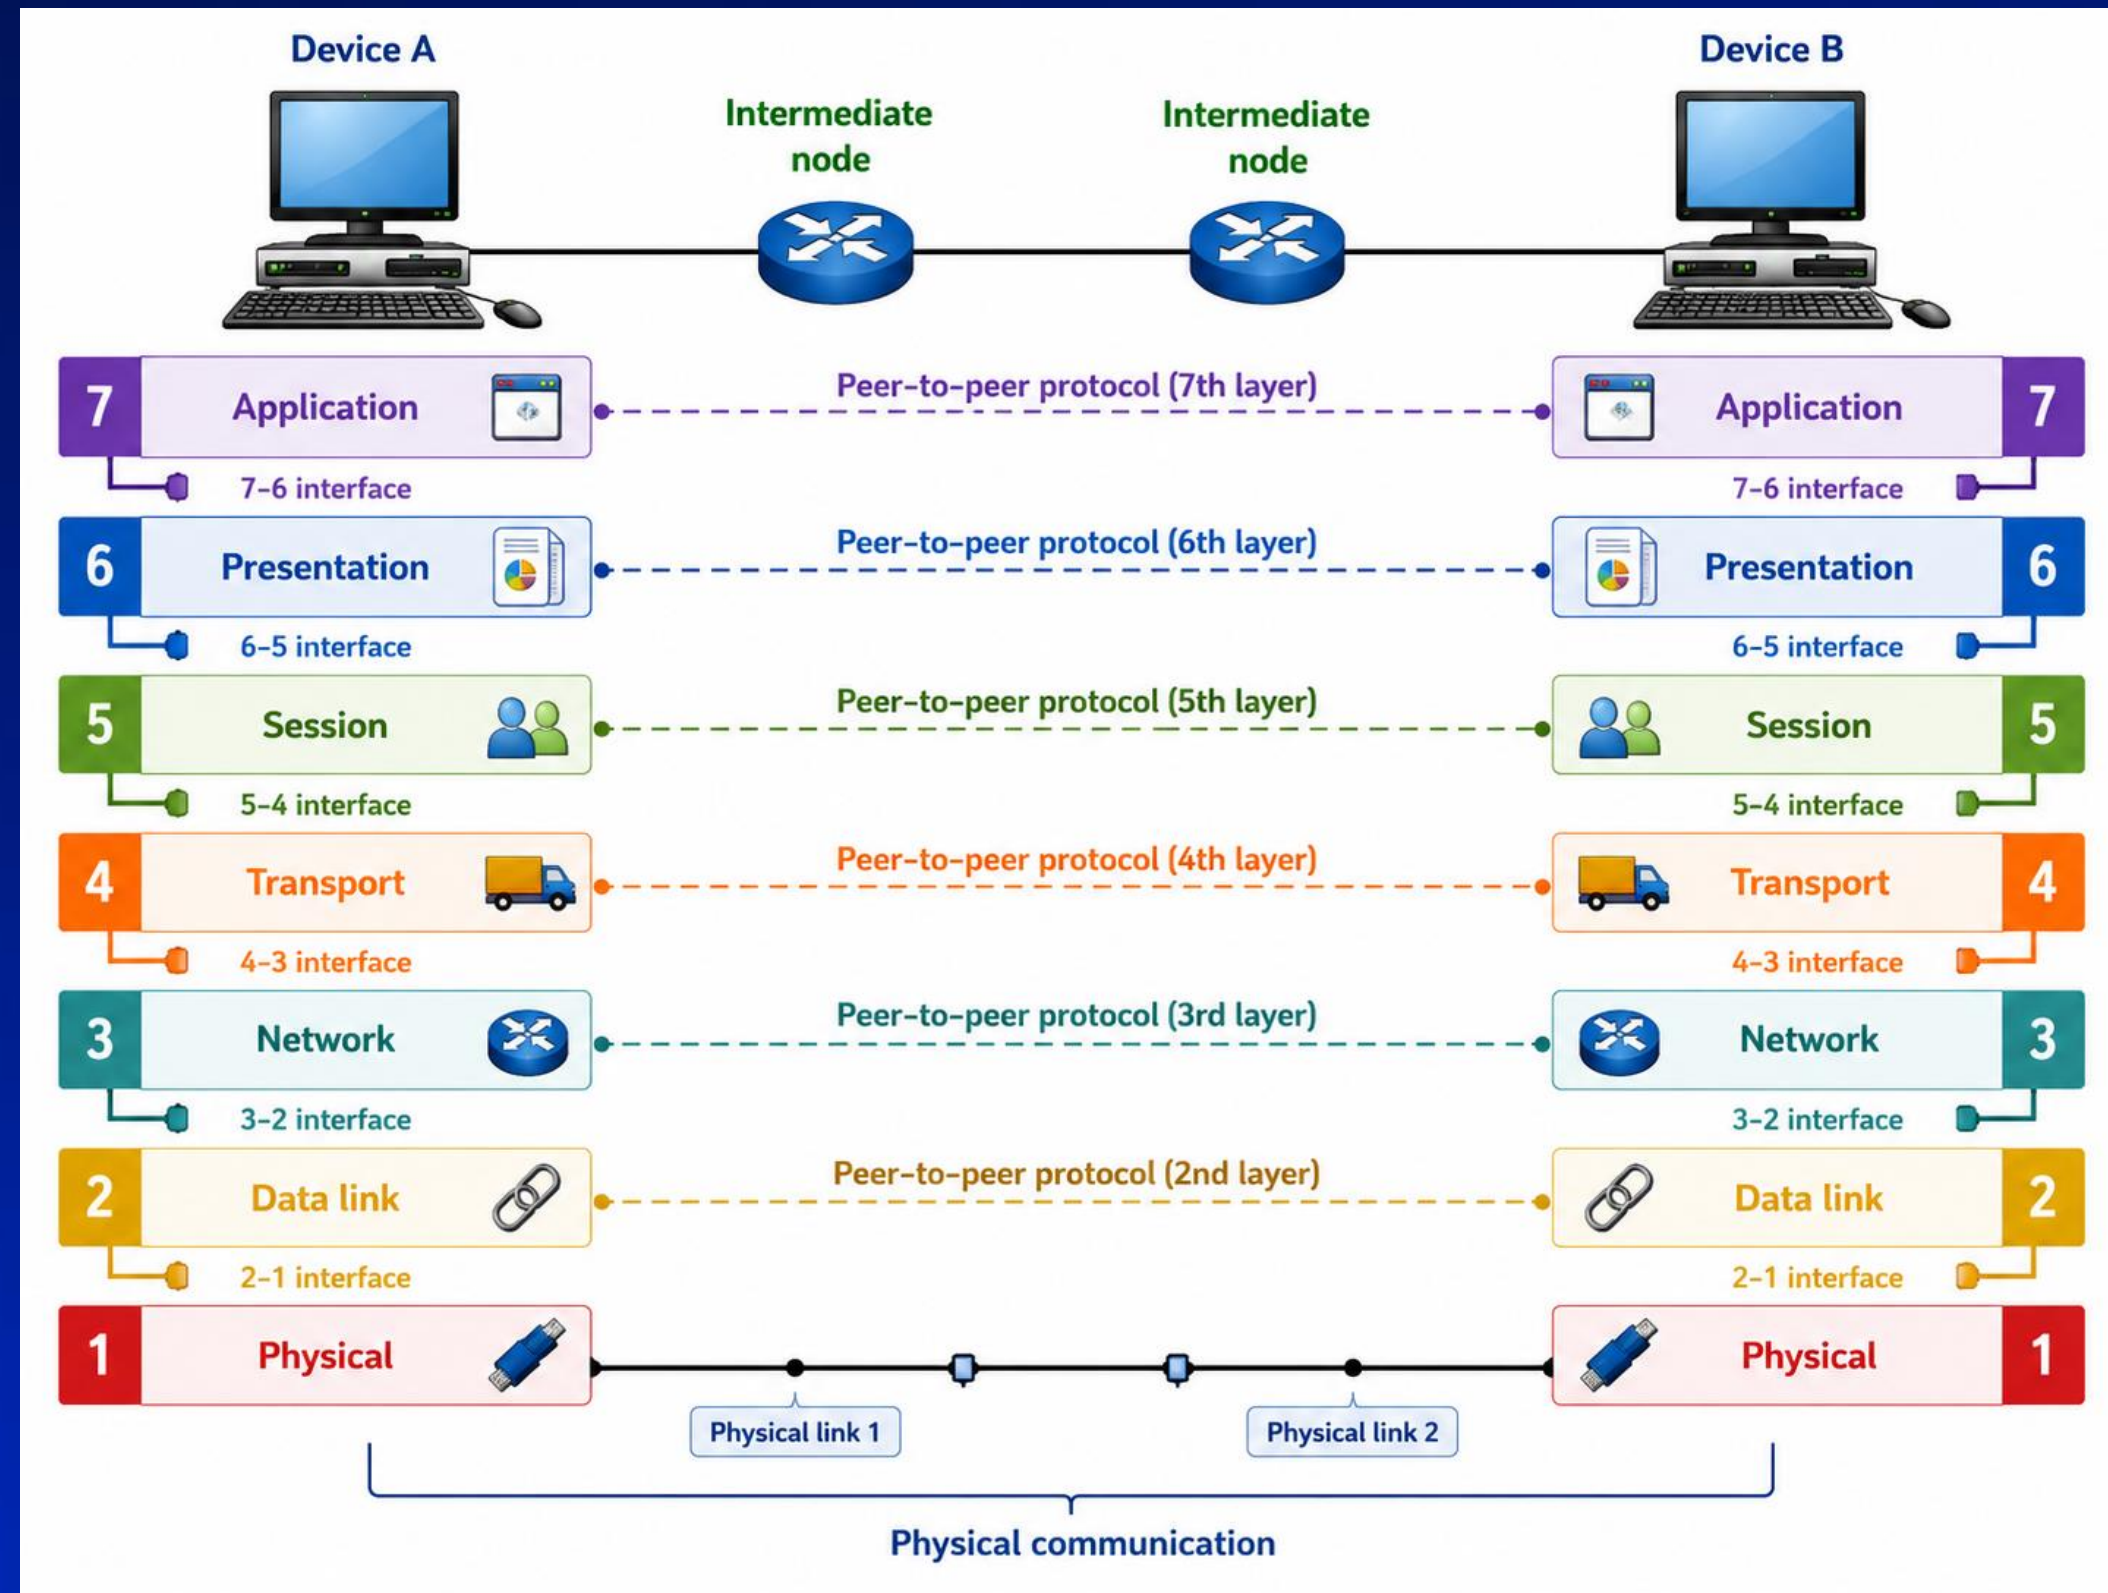 Device A
Device B
Intermediate
node
Intermediate
node
7
Application
Peer-to-peer protocol (7th layer)
Application
7
7-6 interface
7-6 interface
6
Presentation
Peer-to-peer protocol (6th layer)
Presentation
6
6-5 interface
6-5 interface
5
Session
Peer-to-peer protocol (5th layer)
Session
5
5-4 interface
5-4 interface
4
Transport
Peer-to-peer protocol (4th layer)
Transport
4
4-3 interface
4-3 interface
3
Network
Peer-to-peer protocol (3rd layer)
Network
3
3-2 interface
3-2 interface
2
Data link
Peer-to-peer protocol (2nd layer)
Data link
2
2-1 interface
2-1 interface
1
Physical
Physical
1
Physical link 1
Physical link 2
Physical communication